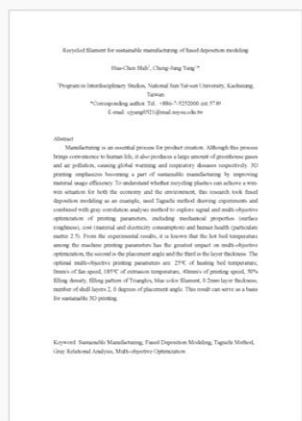 Recycled filament for sustainable manufacturing of fused deposition modeling
Hua-Chen Shih¹, Cheng-Jung Yang¹*
¹Program in Interdisciplinary Studies, National Sun Yat-sen University, Kaohsiung,
Taiwan
*Corresponding author. Tel. +886-7-5252000 ext 5749
E-mail: cjyang0521@mail.nsysu.edu.tw
Abstract
Manufacturing is an essential process for product creation. Although this process
brings convenience to human life, it also produces a large amount of greenhouse gases
and air pollution, causing global warming and respiratory diseases respectively. 3D
printing emphasizes becoming a part of sustainable manufacturing by improving
material usage efficiency. To understand whether recycling plastics can achieve a win-
win situation for both the economy and the environment, this research took fused
deposition modeling as an example, used Taguchi method drawing experiments and
combined with gray correlation analysis method to explore signal and multi-objective
optimization of printing parameters, including mechanical properties (surface
roughness), cost (material and electricity consumption) and human health (particulate
matter 2.5). From the experimental results, it is known that the hot bed temperature
among the machine printing parameters has the greatest impact on multi-objective
optimization; the second is the placement angle and the third is the layer thickness. The
optimal multi-objective printing parameters are: 25°C of heating bed temperature,
0mm/s of fan speed, 185°C of extrusion temperature, 40mm/s of printing speed, 50%
filling density, filling pattern of Triangles, blue color filament, 0.2mm layer thickness,
number of shell layers 2, 0 degrees of placement angle. This result can serve as a basis
for sustainable 3D printing.
Keyword: Sustainable Manufacturing, Fused Deposition Modeling, Taguchi Method,
Gray Relational Analysis, Multi-objective Optimization